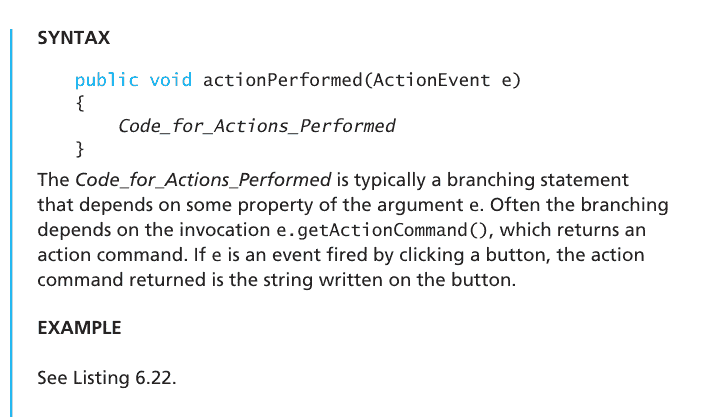 SYNTAX
public void actionPerformed(ActionEvent e)
{
Code_for_Actions_Performed
}
The Code_for_Actions_Performed is typically a branching statement
that depends on some property of the argument e. Often the branching
depends on the invocation e.getActionCommand(), which returns an
action command. If e is an event fired by clicking a button, the action
command returned is the string written on the button.
EXAMPLE
See Listing 6.22.